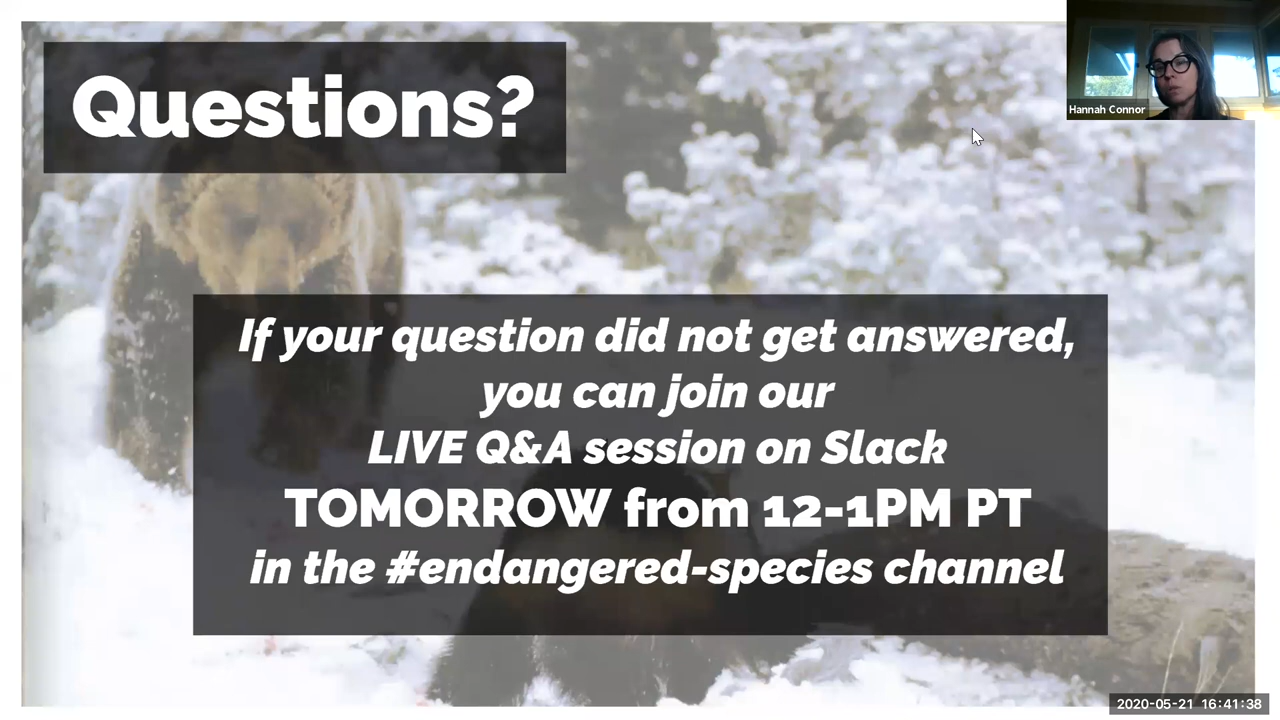 Questions?
Hannah Connor
If your question did not get answered,
you can join our
LIVE Q&A session on Slack
TOMORROW from 12-1PM PT
in the #endangered-species channel
2020-05-21 16:41:38